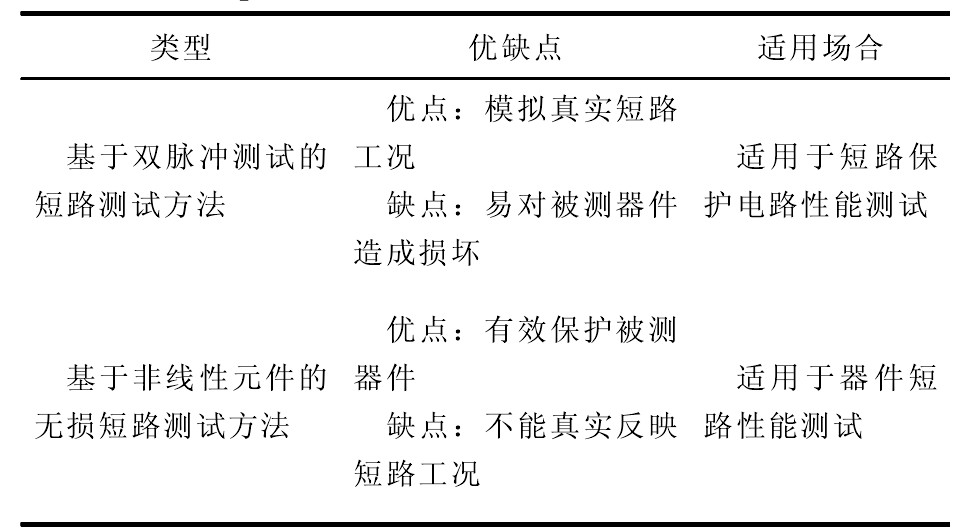 类型 优缺点 适用场合
优点：模拟真实短路
基于双脉冲测试的 工况 适用于短路保
短路测试方法 缺点：易对被测器件 护电路性能测试
造成损坏
优点：有效保护被测
基于非线性元件的 器件 适用于器件短
无损短路测试方法 缺点：不能真实反映 路性能测试
短路工况